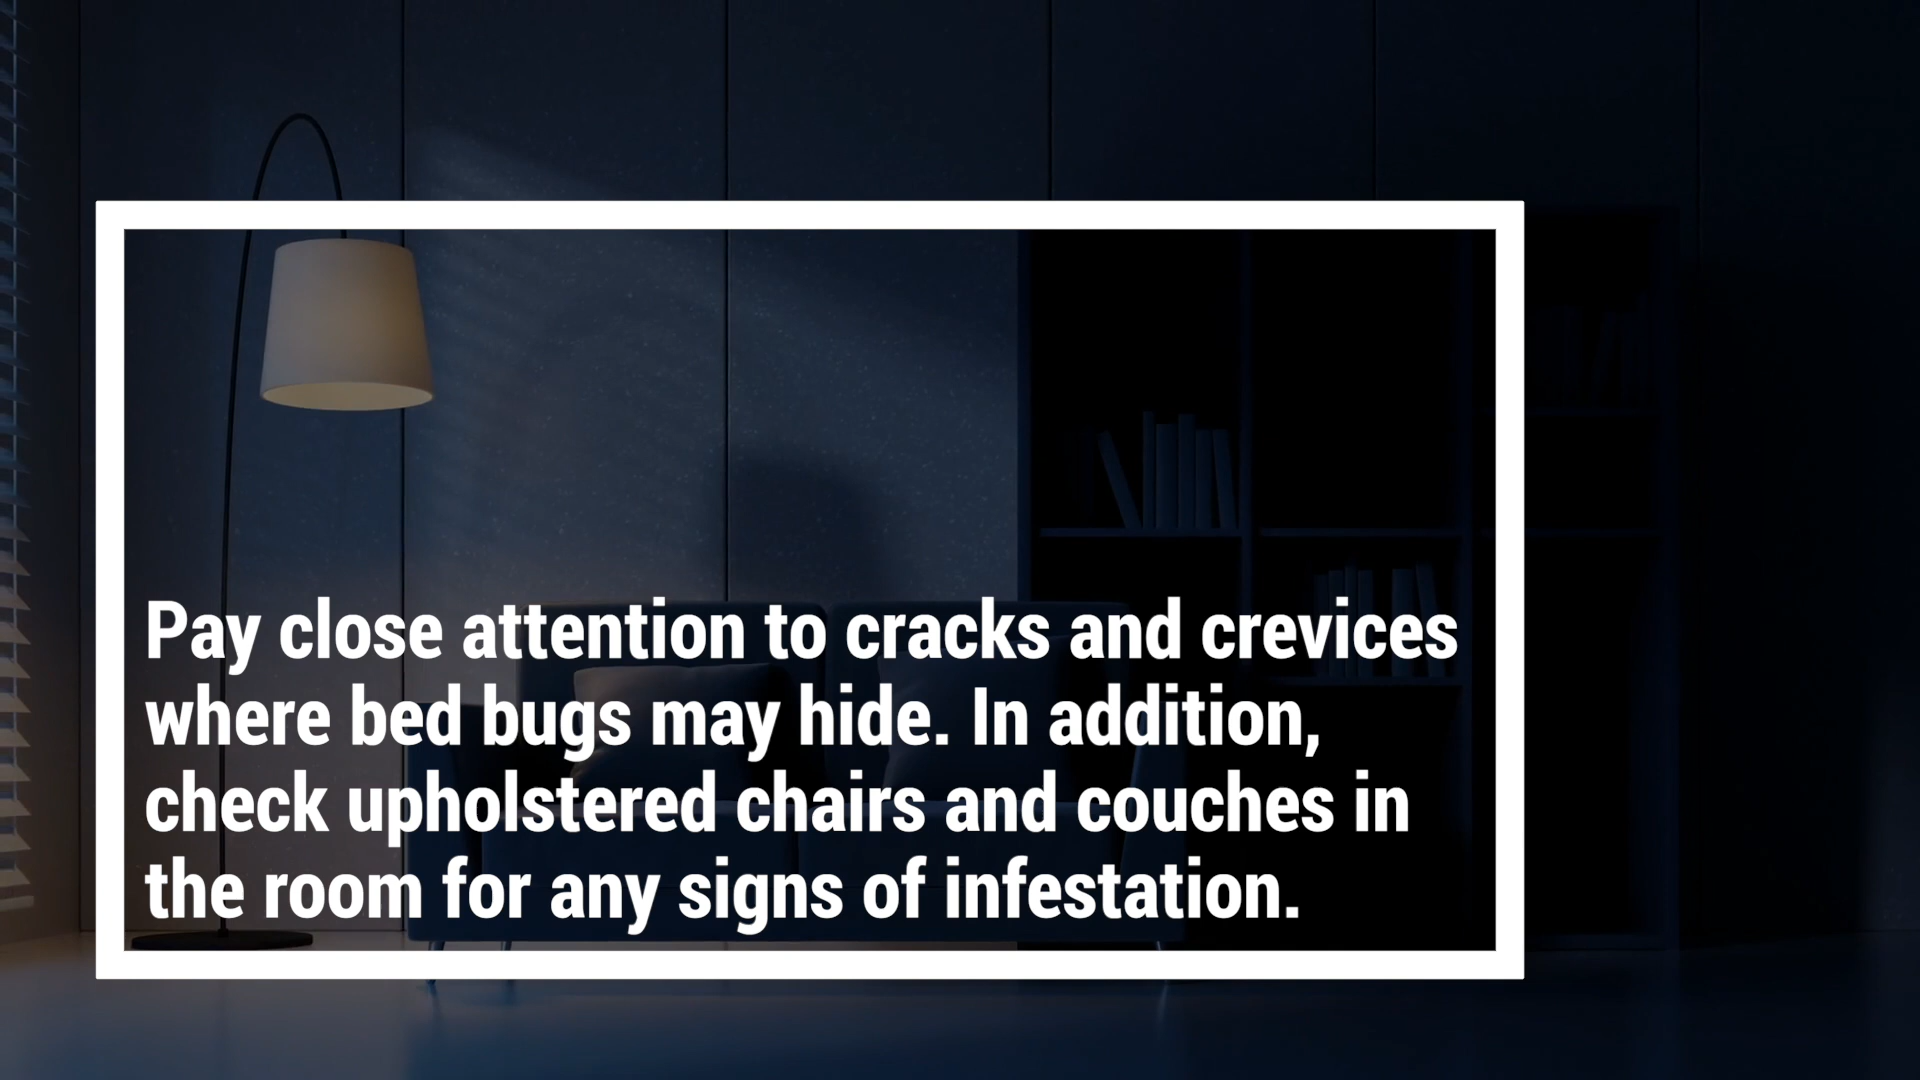 Pay close attention to cracks and crevices
where bed bugs may hide. In addition,
check upholstered chairs and couches in
the room for any signs of infestation.